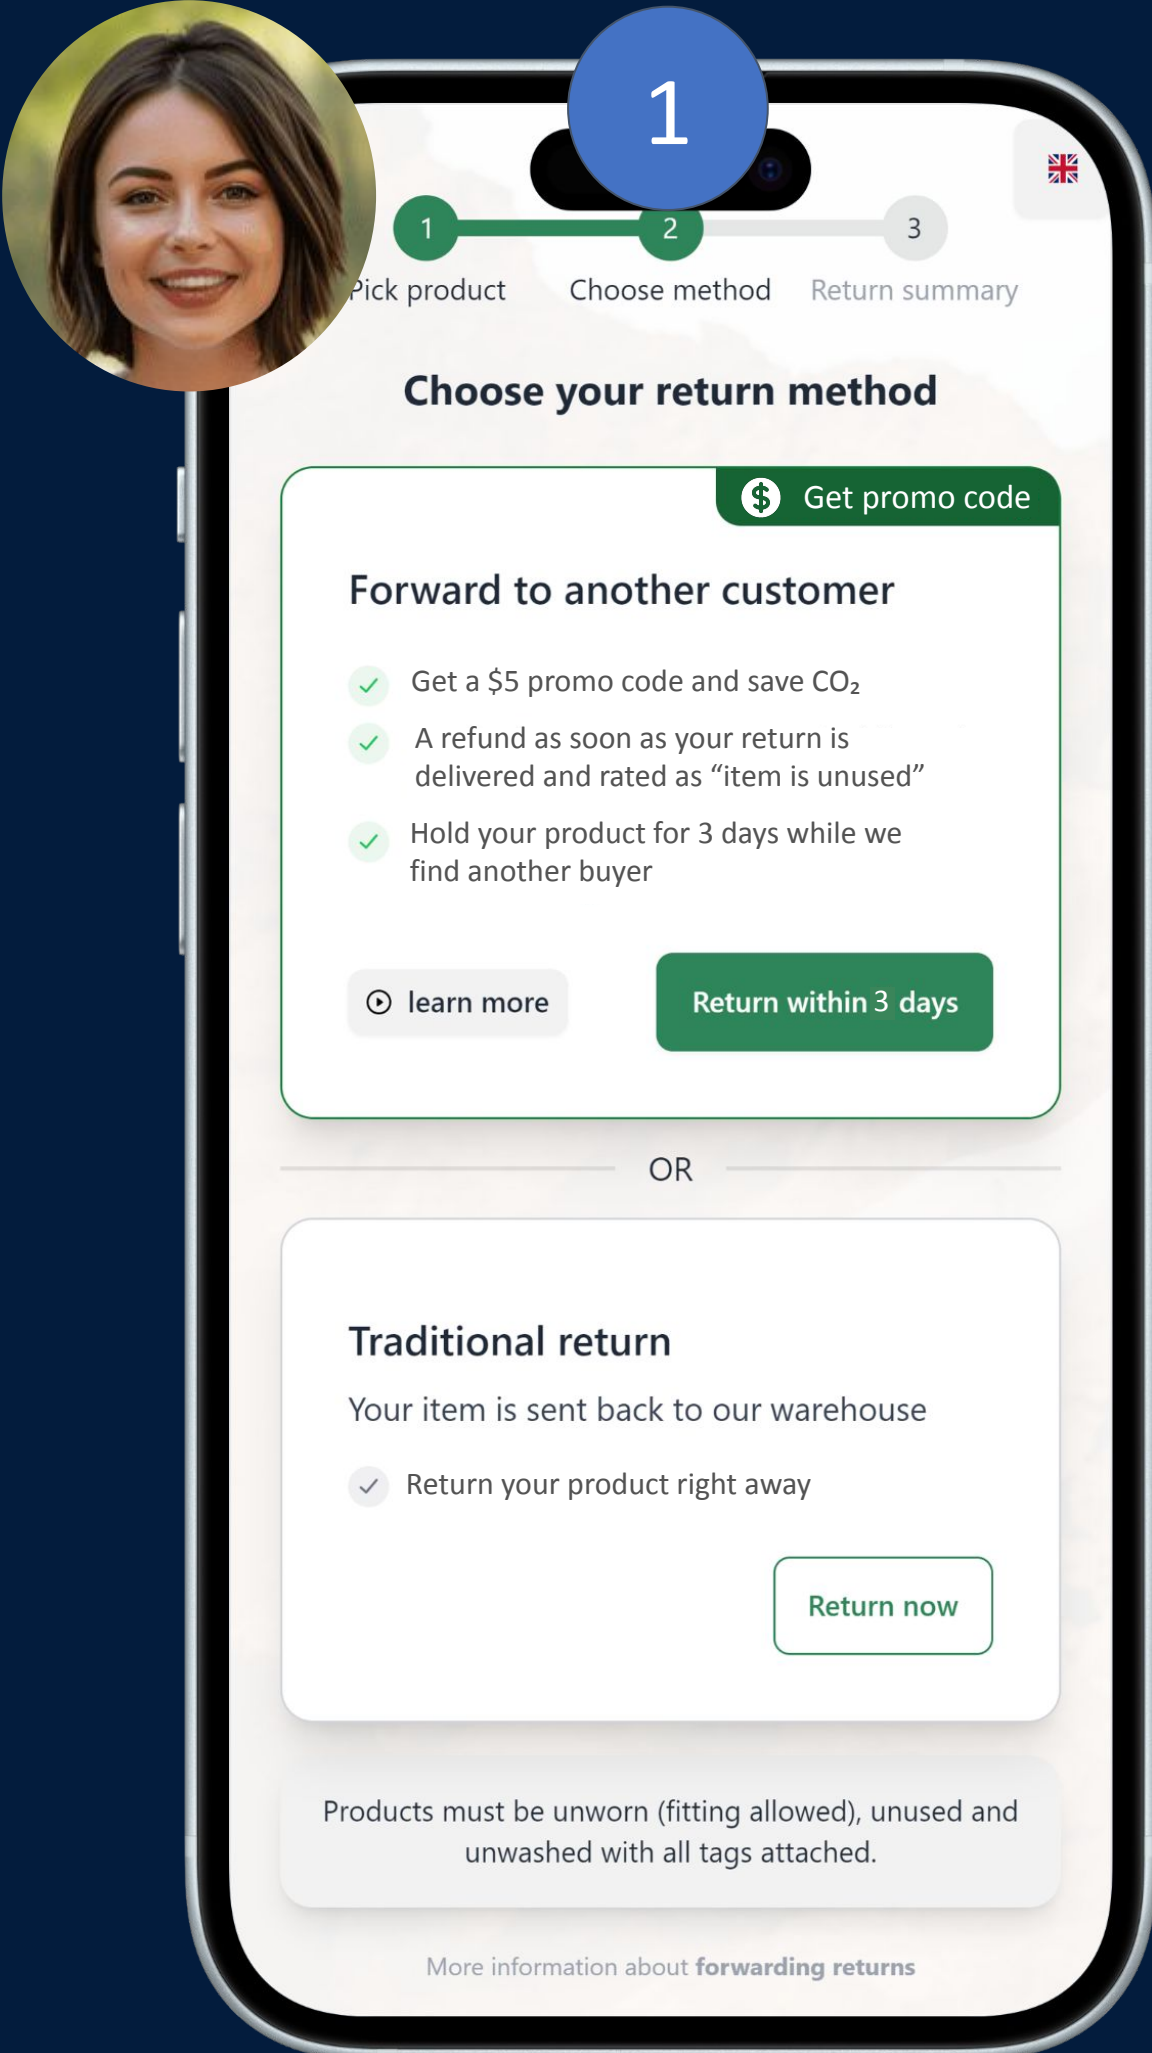 1
1
2
3
Pick product
Choose method
Return summary
Choose your return method
Get promo code
Forward to another customer
Get a $5 promo code and save CO₂
A refund as soon as your return is
delivered and rated as “item is unused”
Hold your product for 3 days while we
find another buyer
learn more
Return within 3 days
OR
Traditional return
Your item is sent back to our warehouse
Return your product right away
Return now
Products must be unworn (fitting allowed), unused and
unwashed with all tags attached.
More information about forwarding returns